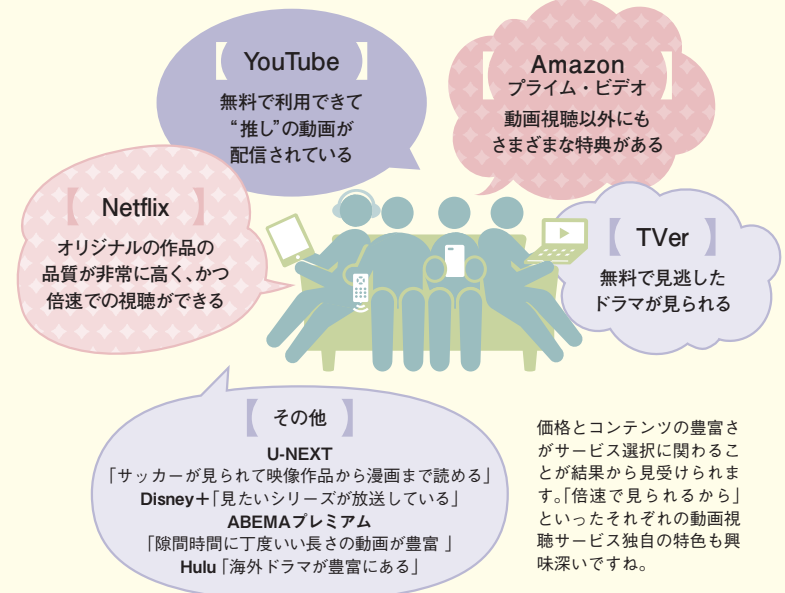 【YouTube】
無料で利用できて
“推し”の動画が
配信されている
【Amazon
プライム・ビデオ】
動画視聴以外にも
さまざまな特典がある
【Netflix】
オリジナルの作品の
品質が非常に高く、かつ
倍速での視聴ができる
【TVer】
無料で見逃した
ドラマが見られる
【その他】
U-NEXT
「サッカーが見られて映像作品から漫画まで読める」
Disney+「見たいシリーズが放送している」
ABEMAプレミアム
「隙間時間に丁度いい長さの動画が豊富 」
Hulu「海外ドラマが豊富にある」
価格とコンテンツの豊富さ
がサービス選択に関わるこ
とが結果から見受けられま
す。「倍速で見られるから」
といったそれぞれの動画視
聴サービス独自の特色も興
味深いですね。